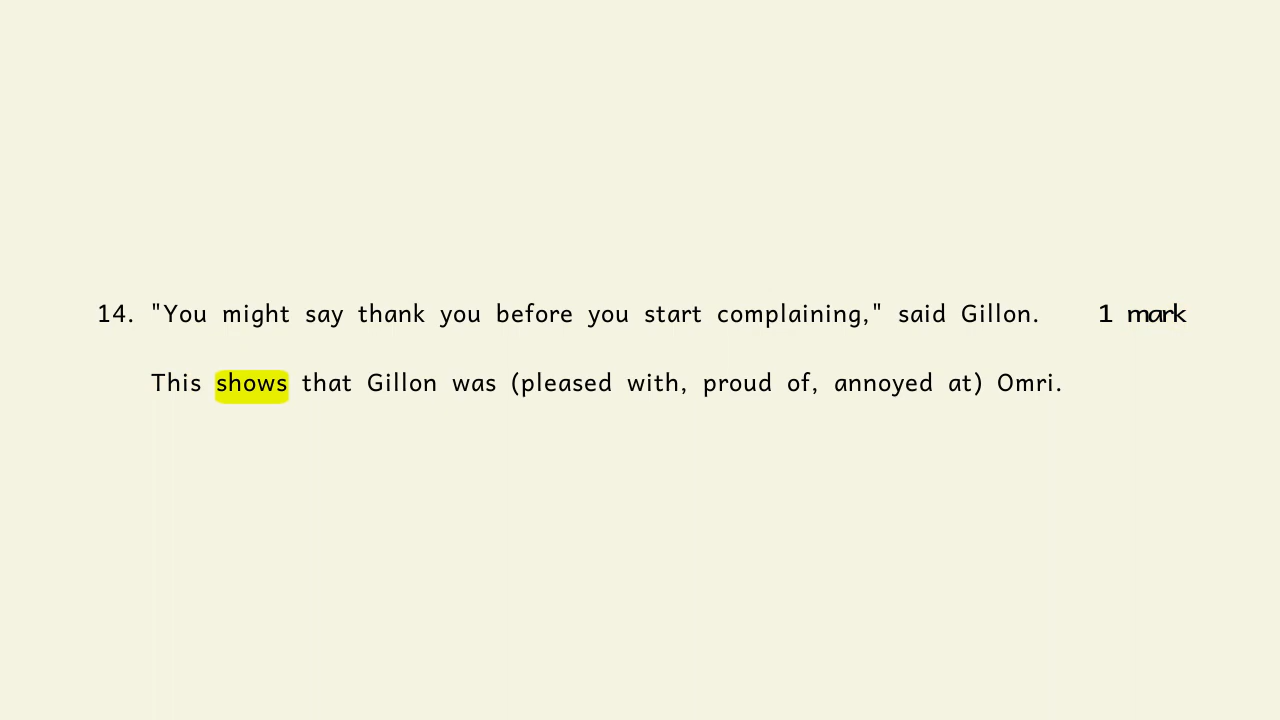 14. "You might say thank you before you start complaining," said Gillon. 1 mark
This shows that Gillon was (pleased with, proud of, annoyed at) Omri.